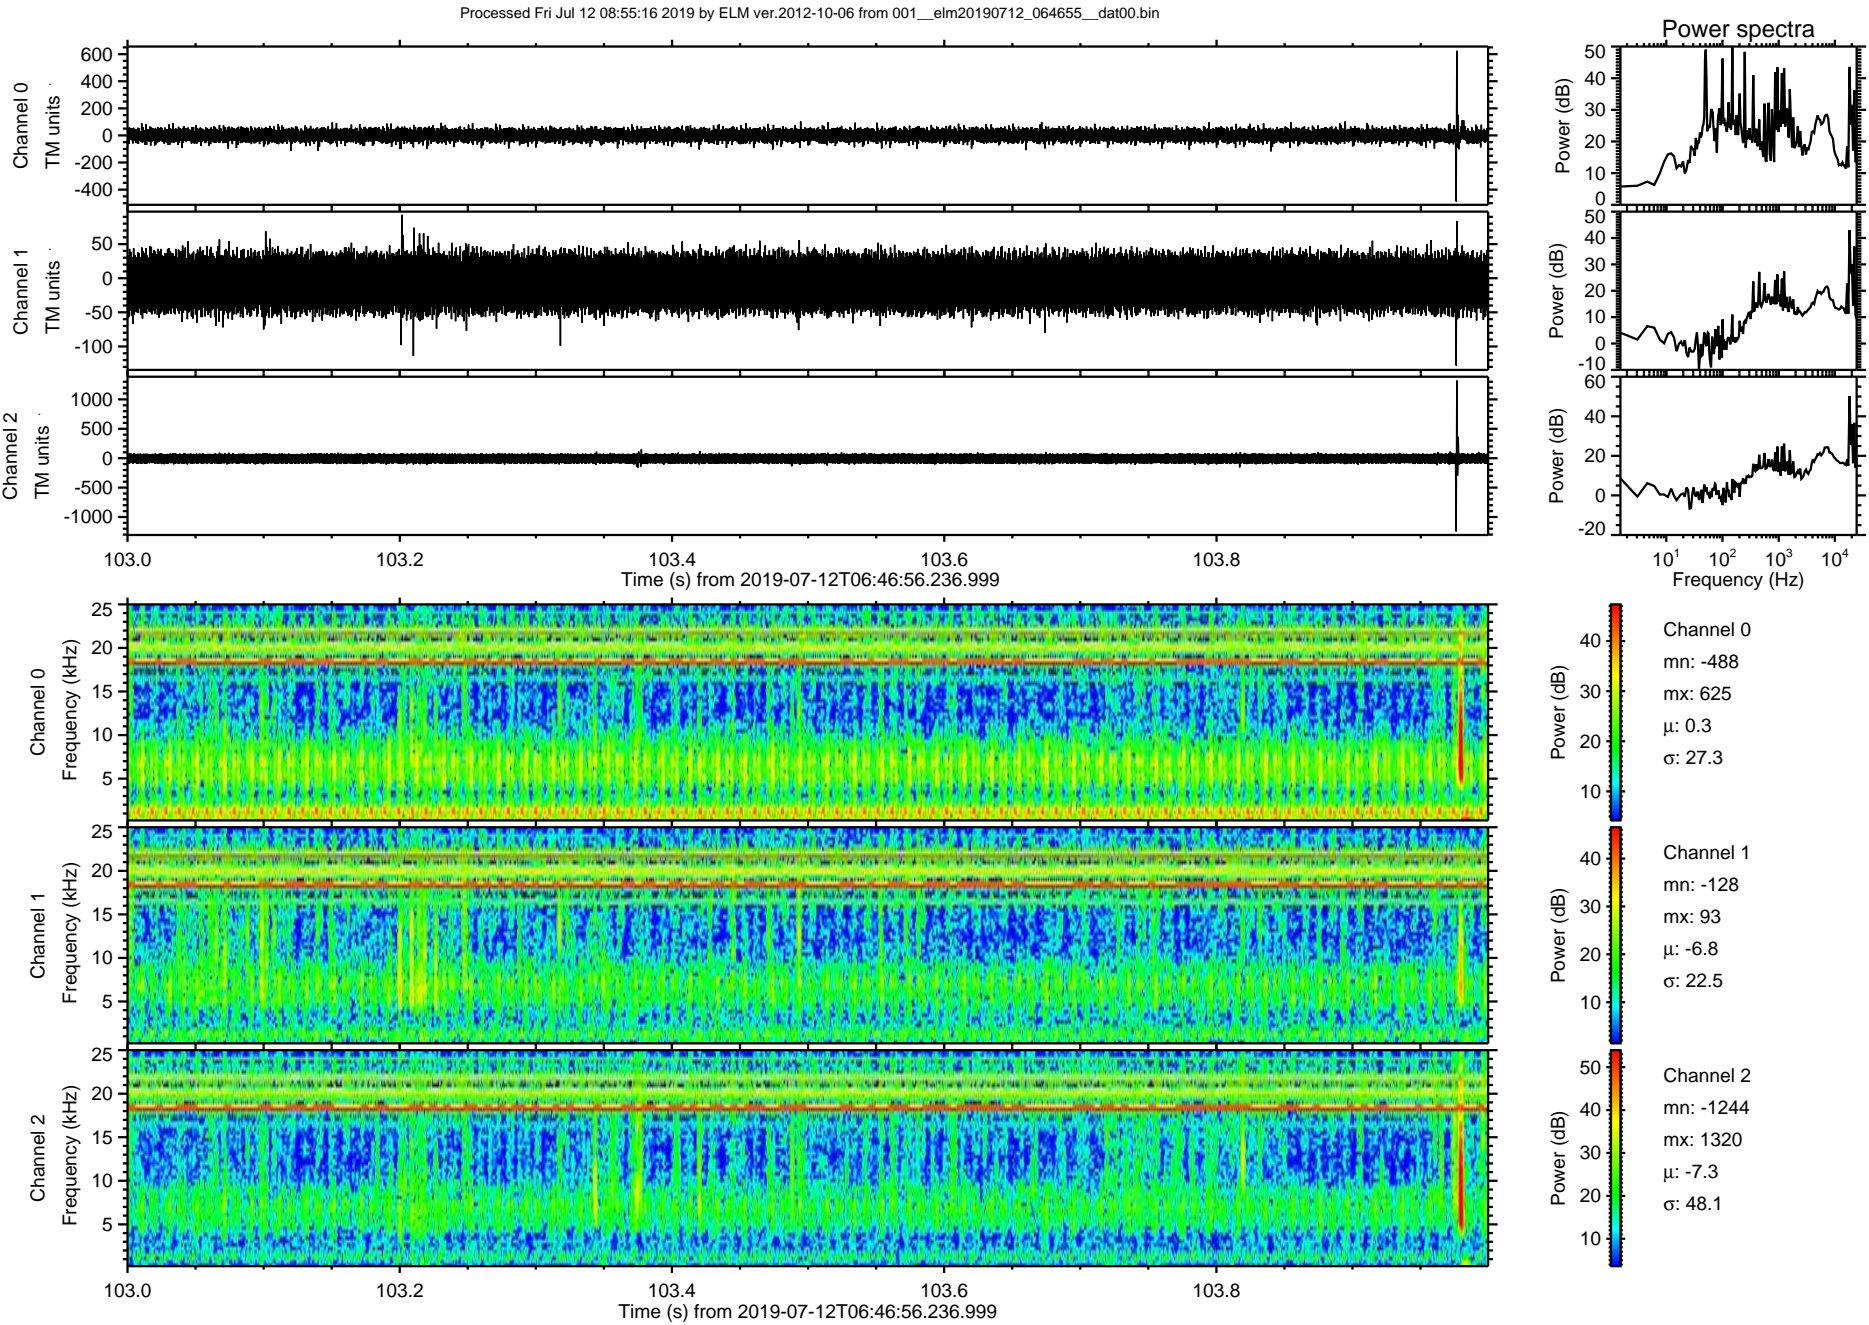 Processed Fri Jul 12 08:55:16 2019 by ELM ver.2012-10-06 from 001__elm20190712_064655__dat00.bin
Power spectra
Channel 0
TM units
600
400
200
0
-200
-400
Power (dB)
50
40
30
20
10
0
Channel 1
TM units
50
0
-50
-100
Power (dB)
50
40
30
20
10
0
-10
Channel 2
TM units
1000
500
0
-500
-1000
Power (dB)
60
40
20
0
-20
103.0 103.2 103.4 103.6 103.8
Time (s) from 2019-07-12T06:46:56.236.999
10¹ 10² 10³ 10⁴
Frequency (Hz)
Channel 0
Frequency (kHz)
25
20
15
10
5
Power (dB)
40
30
20
10
Channel 0
mn: -488
mx: 625
μ: 0.3
σ: 27.3
Channel 1
Frequency (kHz)
25
20
15
10
5
Power (dB)
40
30
20
10
Channel 1
mn: -128
mx: 93
μ: -6.8
σ: 22.5
Channel 2
Frequency (kHz)
25
20
15
10
5
Power (dB)
50
40
30
20
10
Channel 2
mn: -1244
mx: 1320
μ: -7.3
σ: 48.1
103.0 103.2 103.4 103.6 103.8
Time (s) from 2019-07-12T06:46:56.236.999